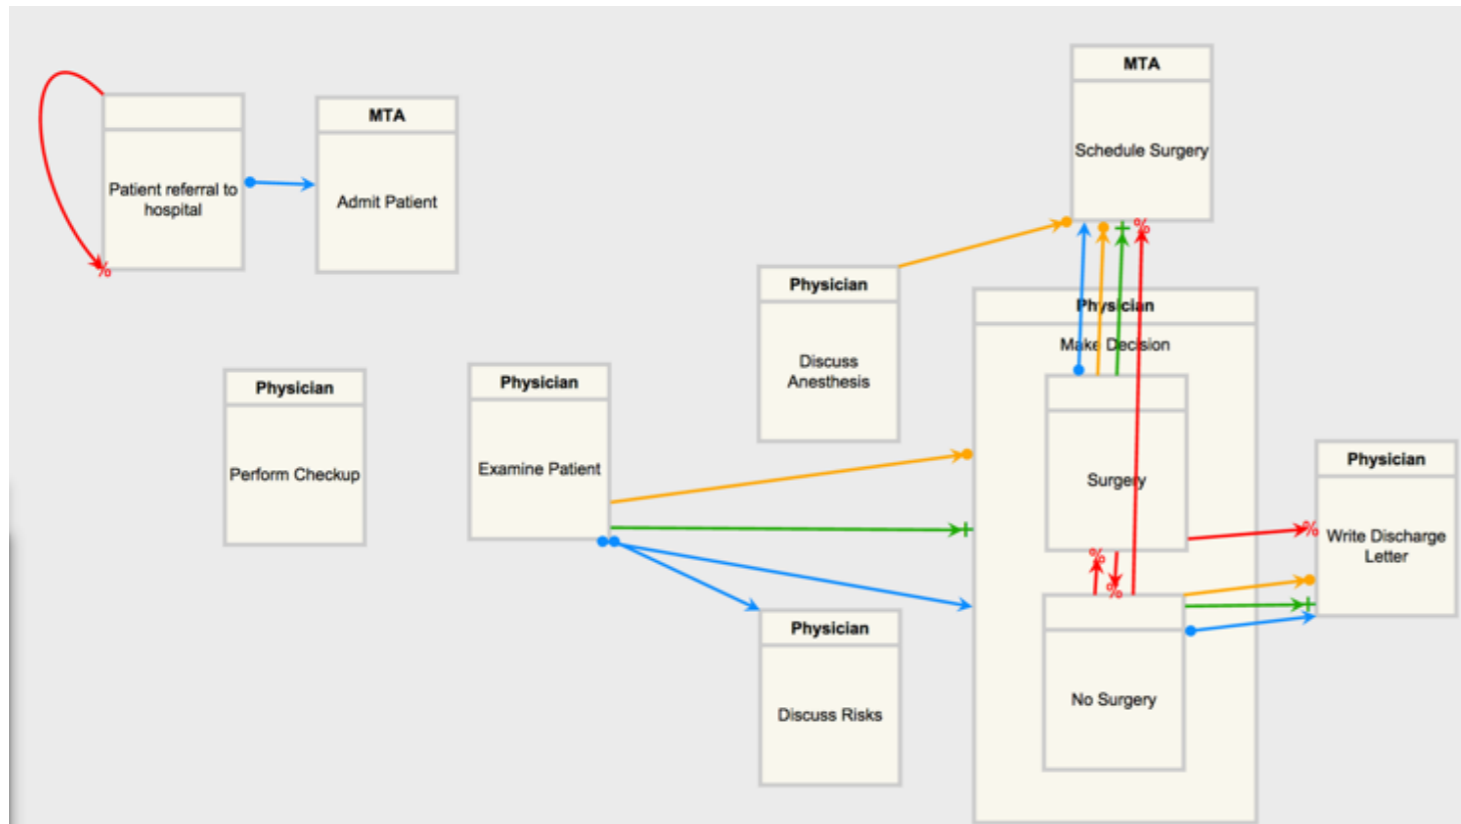 MTA
Schedule Surgery
Patient referral to
hospital
MTA
Admit Patient
Physician
Discuss
Anesthesis
Physician
Make Decision
Surgery
No Surgery
Physician
Perform Checkup
Physician
Examine Patient
Physician
Write Discharge
Letter
Physician
Discuss Risks
%
%
%
%
%
+
+
+